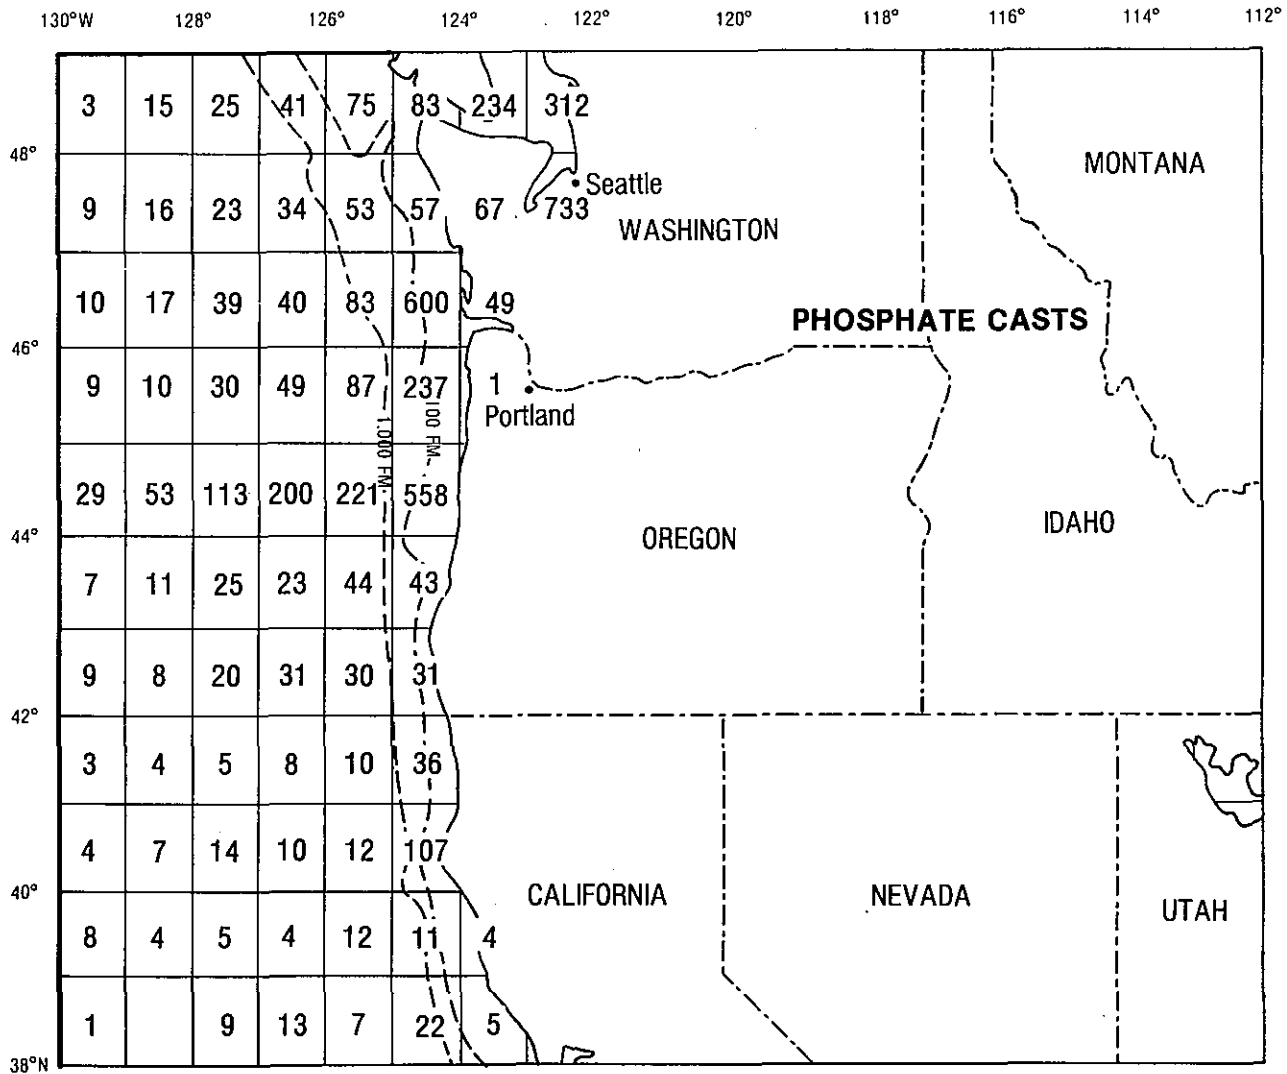 130°W 128° 126° 124° 122° 120° 118° 116° 114° 112°
3 15 25 41 75 83 234 312
48°
MONTANA
Seattle
9 16 23 34 53 57 67 733
WASHINGTON
10 17 39 40 83 600 49
PHOSPHATE CASTS
46°
9 10 30 49 87 237 1
Portland
100 FM
1,000 FM
29 53 113 200 221 558
44°
OREGON
IDAHO
7 11 25 23 44 43
9 8 20 31 30 31
42°
3 4 5 8 10 36
4 7 14 10 12 107
40°
CALIFORNIA
NEVADA
UTAH
8 4 5 4 12 11 4
1 9 13 7 22 5
38°N